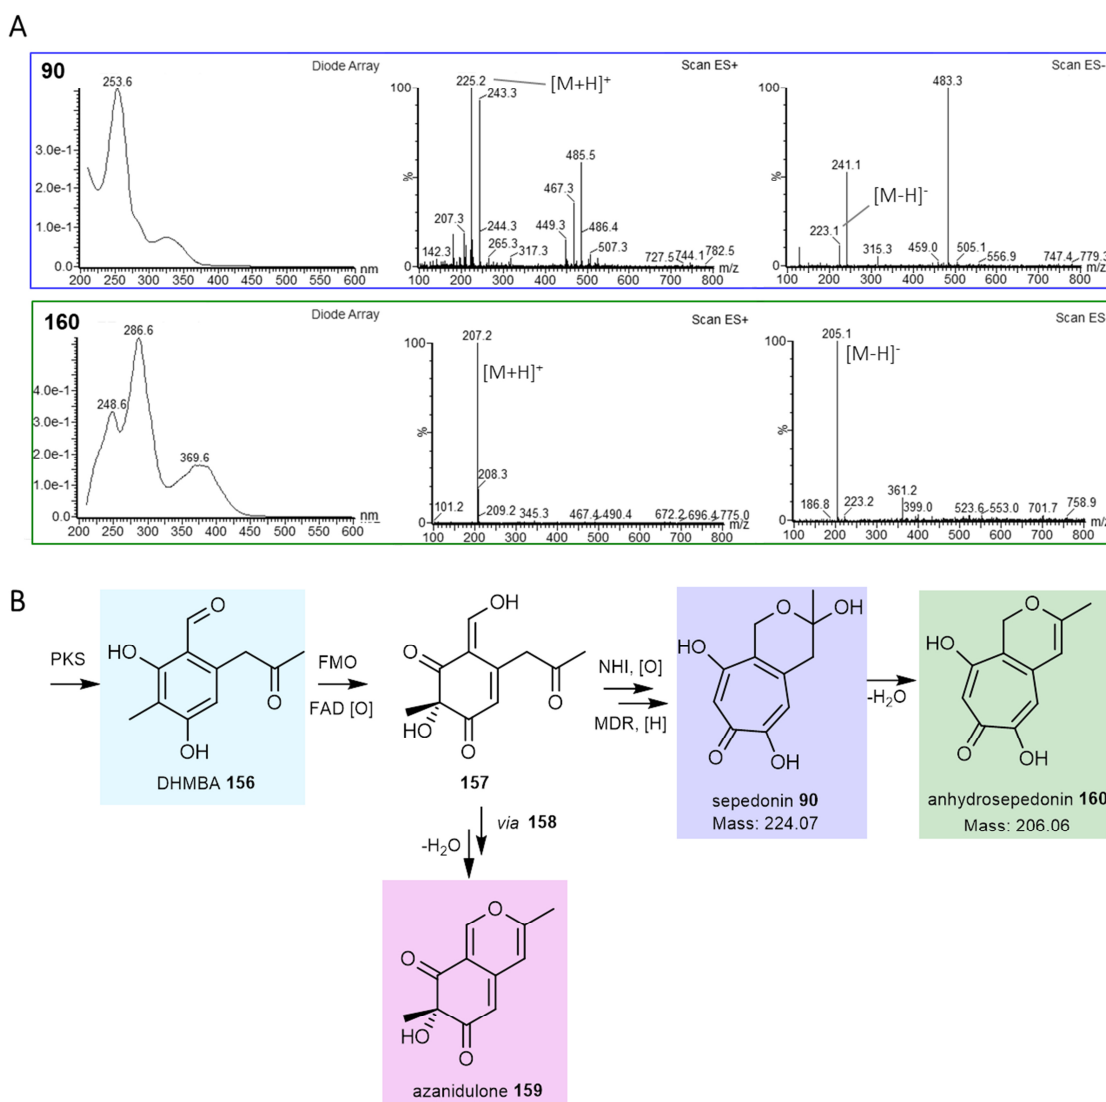 A
90
Diode Array
253.6
3.0e-1
2.0e-1
1.0e-1
0.0
200 250 300 350 400 450 500 550 600
nm
Scan ES+
100
%
0
225.2
[M+H]+
243.3
485.5
467.3
207.3
244.3
449.3
486.4
142.3
265.3
317.3
507.3
727.5
744.1
782.5
m/z
100 200 300 400 500 600 700 800
Scan ES-
100
%
0
483.3
241.1
[M-H]-
223.1
315.3
459.0
505.1
556.9
747.4
779.3
m/z
100 200 300 400 500 600 700 800
160
Diode Array
286.6
248.6
369.6
4.0e-1
3.0e-1
2.0e-1
1.0e-1
0.0
200 250 300 350 400 450 500 550 600
nm
Scan ES+
100
%
0
207.2
[M+H]+
208.3
101.2
209.2
345.3
467.4
490.4
672.2
696.4
775.0
m/z
100 200 300 400 500 600 700 800
Scan ES-
100
%
0
205.1
[M-H]-
186.8
223.2
361.2
399.0
523.6
553.0
701.7
758.9
m/z
100 200 300 400 500 600 700 800
B
PKS
O
HO
O
OH
DHMBA 156
FMO
FAD [O]
OH
O
O
HO
O
157
NHI, [O]
MDR, [H]
O
OH
HO
O
OH
sepedonin 90
Mass: 224.07
-H2O
O
HO
O
OH
anhydrosepedonin 160
Mass: 206.06
via 158
-H2O
O
O
HO
O
azanidulone 159